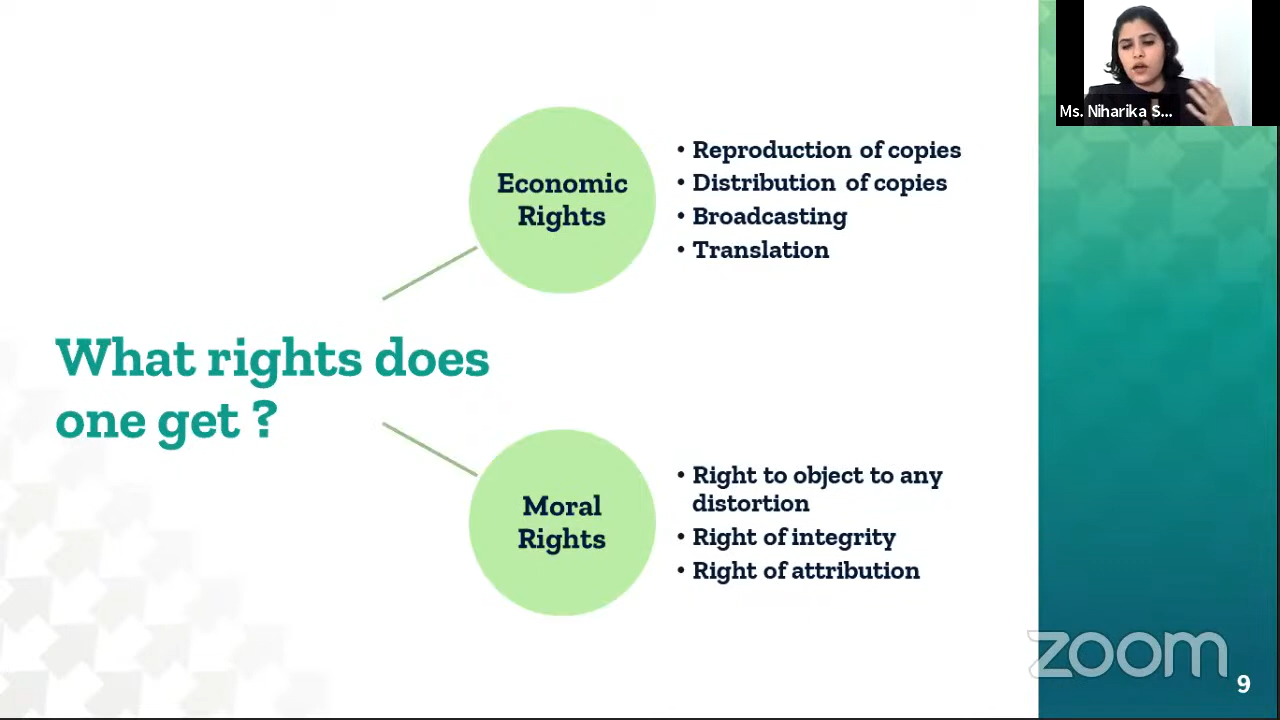 Ms. Niharika S...
Economic
Rights
• Reproduction of copies
• Distribution of copies
• Broadcasting
• Translation
What rights does
one get ?
Moral
Rights
• Right to object to any
distortion
• Right of integrity
• Right of attribution
zoom
9